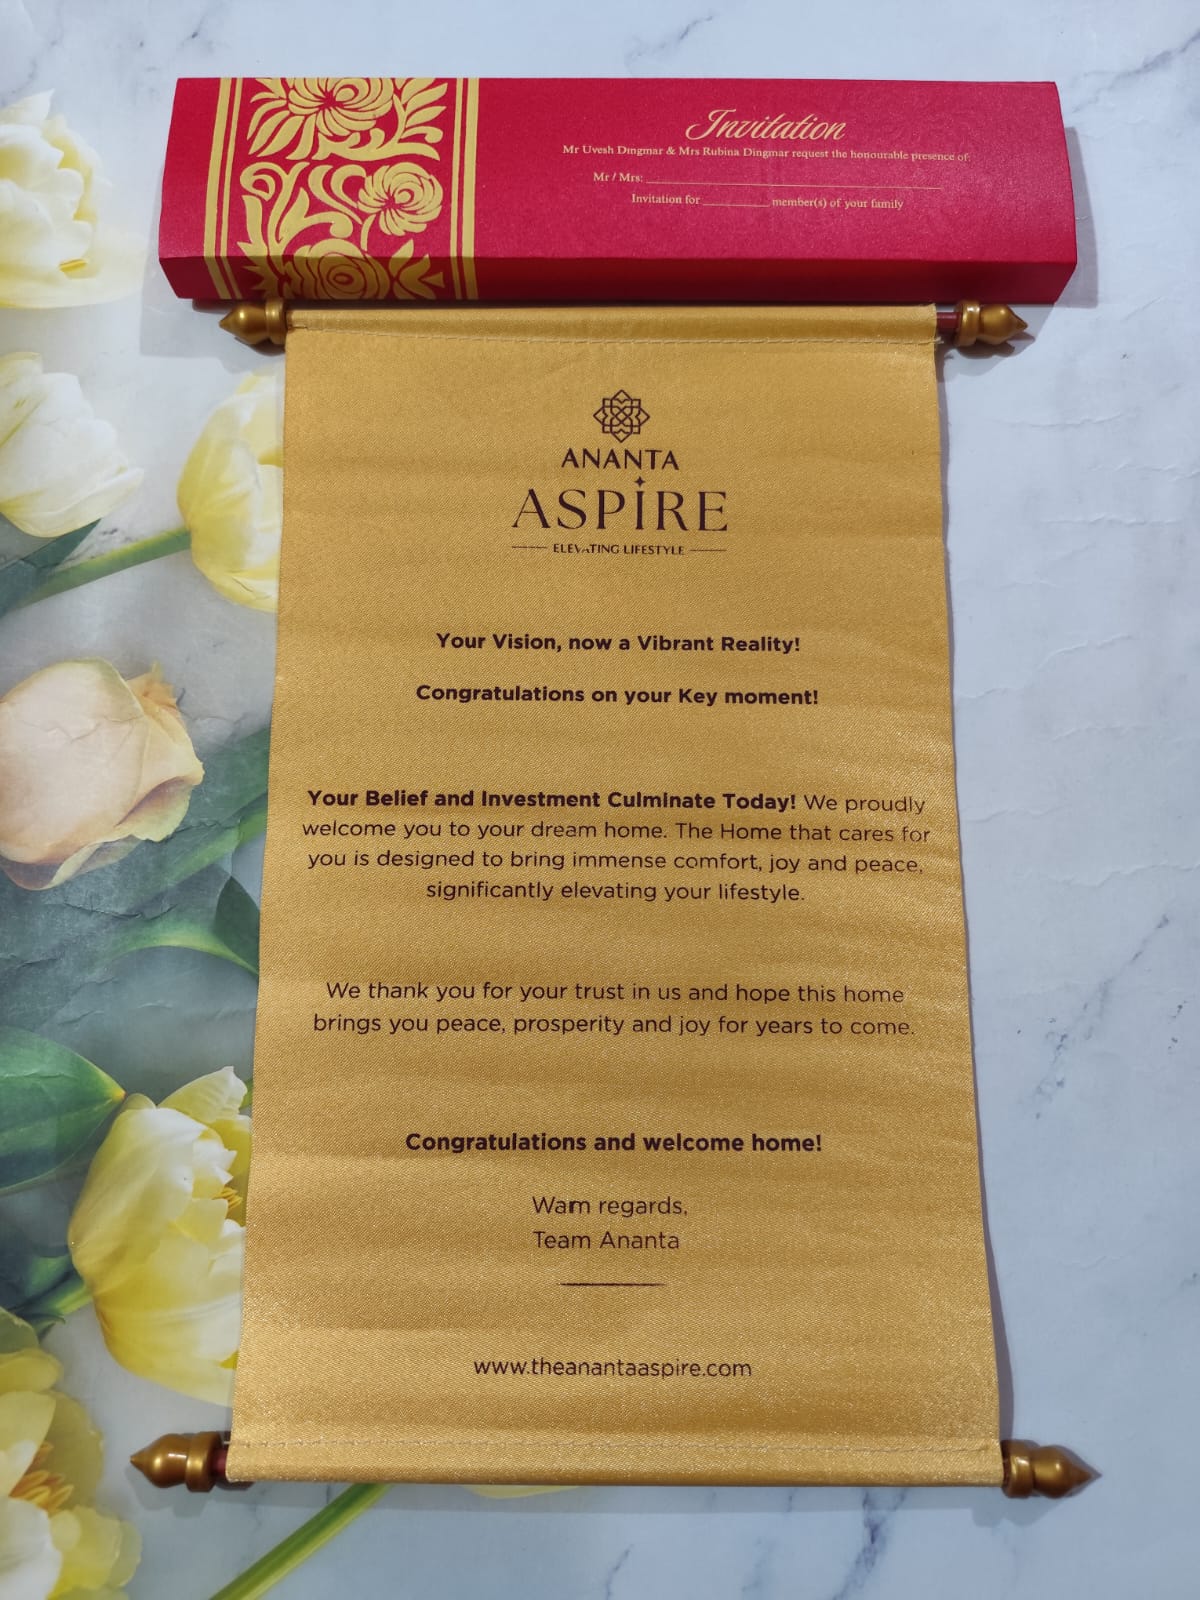 Invitation
Mr Uvesh Dingmar & Mrs Rubina Dingmar request the honourable presence of:
Mr / Mrs: ____________________
Invitation for __________ member(s) of your family
ANANTA
ASPIRE
ELEVATING LIFESTYLE
Your Vision, now a Vibrant Reality!
Congratulations on your Key moment!
Your Belief and Investment Culminate Today! We proudly
welcome you to your dream home. The Home that cares for
you is designed to bring immense comfort, joy and peace,
significantly elevating your lifestyle.
We thank you for your trust in us and hope this home
brings you peace, prosperity and joy for years to come.
Congratulations and welcome home!
Warm regards,
Team Ananta
www.theanantaaspire.com